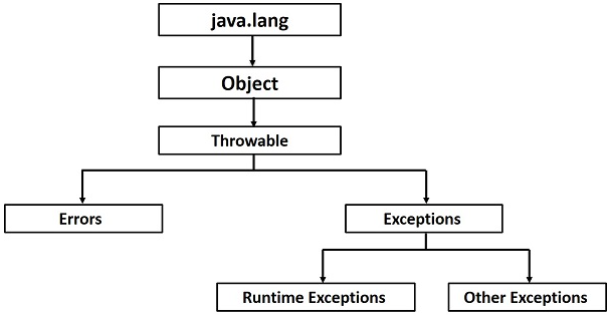 java.lang
Object
Throwable
Errors
Exceptions
Runtime Exceptions
Other Exceptions